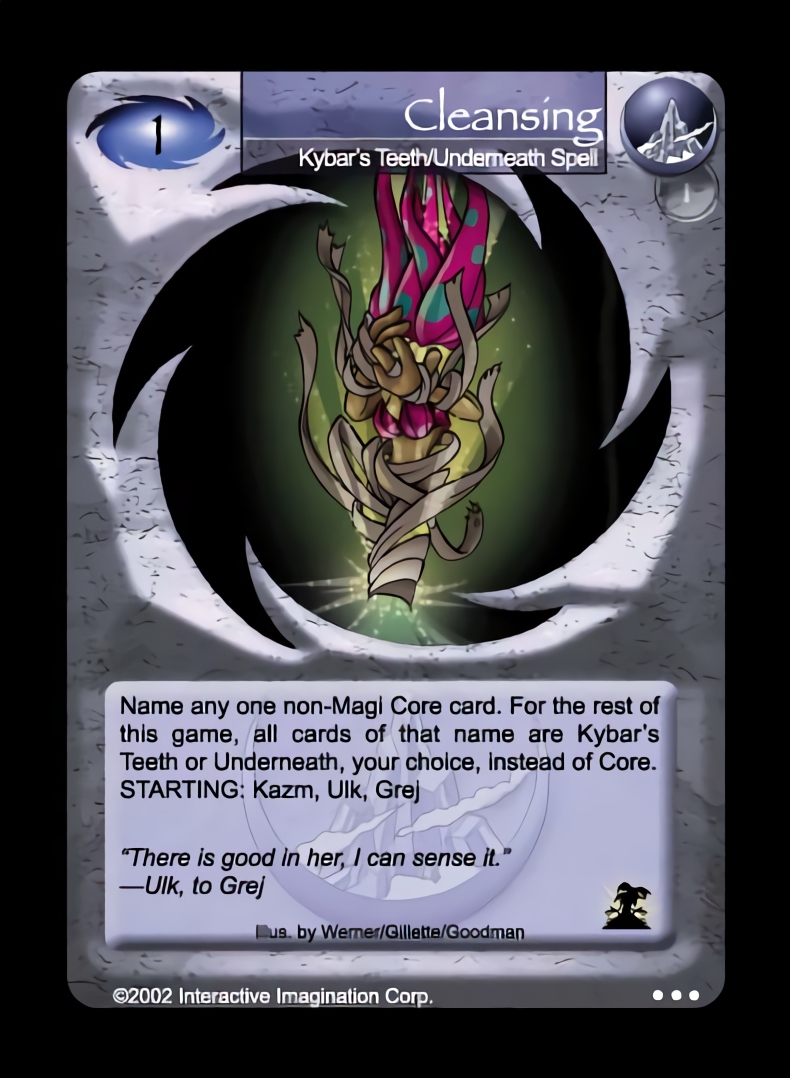 1
Cleansing
Kybar's Teeth/Underneath Spell
Name any one non-Magi Core card. For the rest of
this game, all cards of that name are Kybar's
Teeth or Underneath, your choice, instead of Core.
STARTING: Kazm, Ulk, Grej
"There is good in her, I can sense it."
—Ulk, to Grej
Illus. by Werner/Gillette/Goodman
©2002 Interactive Imagination Corp.